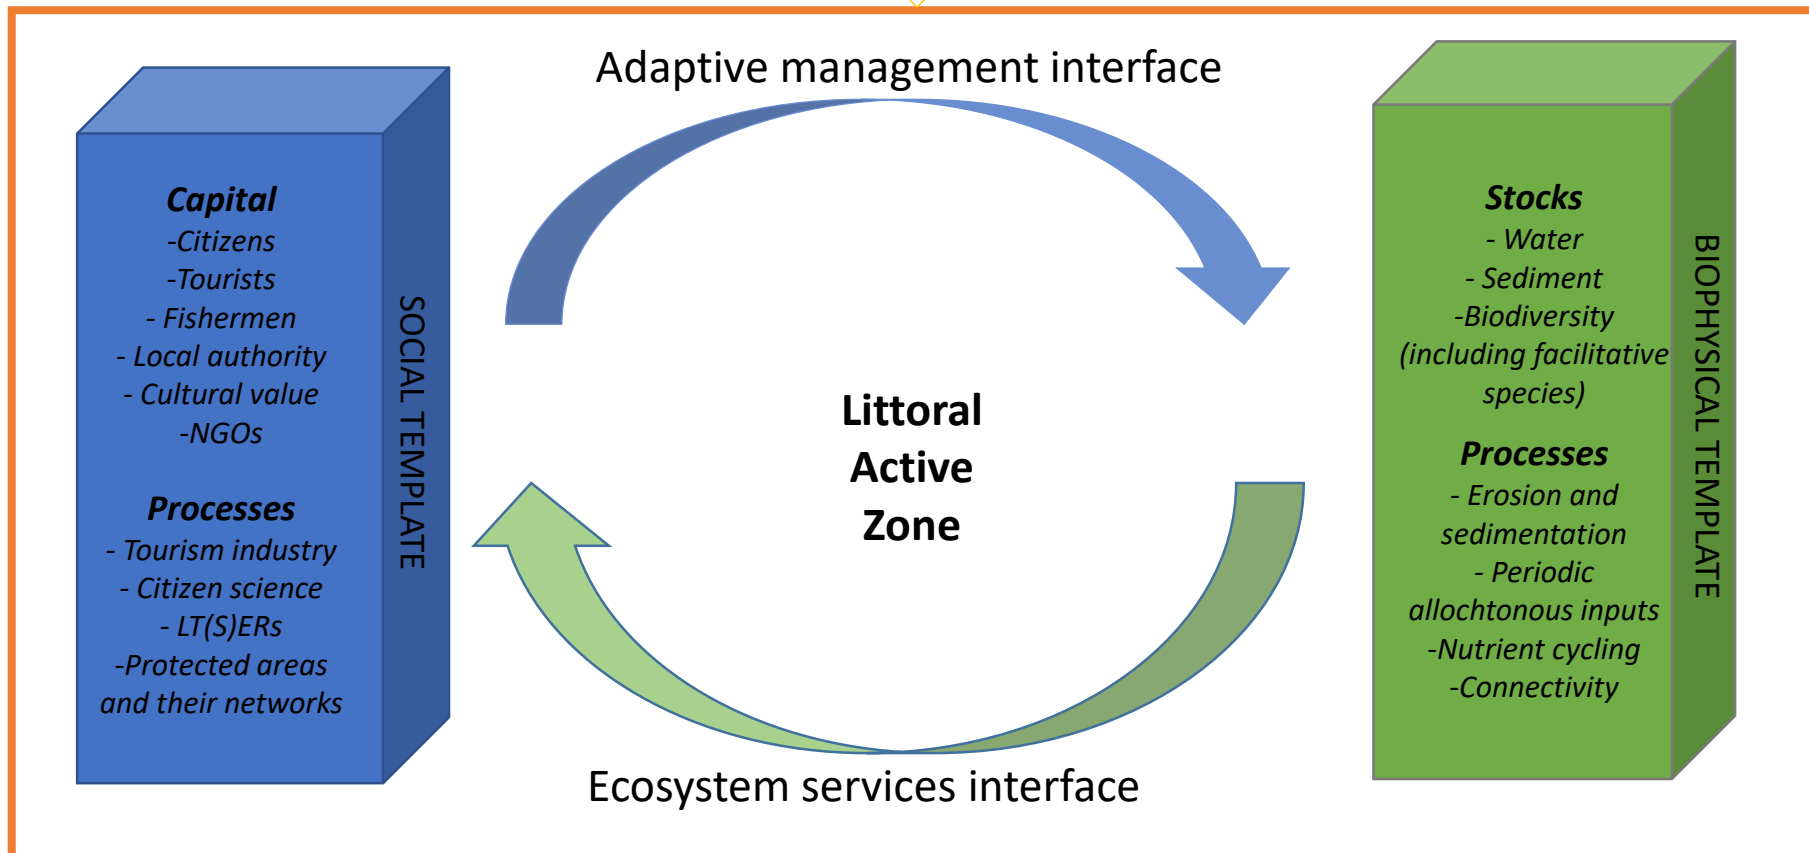 Adaptive management interface
Capital
-Citizens
-Tourists
- Fishermen
- Local authority
- Cultural value
-NGOs
Processes
- Tourism industry
- Citizen science
- LT(S)ERs
-Protected areas
and their networks
SOCIAL TEMPLATE
Littoral
Active
Zone
Stocks
- Water
- Sediment
-Biodiversity
(including facilitative
species)
Processes
- Erosion and
sedimentation
- Periodic
allochtonous inputs
-Nutrient cycling
-Connectivity
BIOPHYSICAL TEMPLATE
Ecosystem services interface